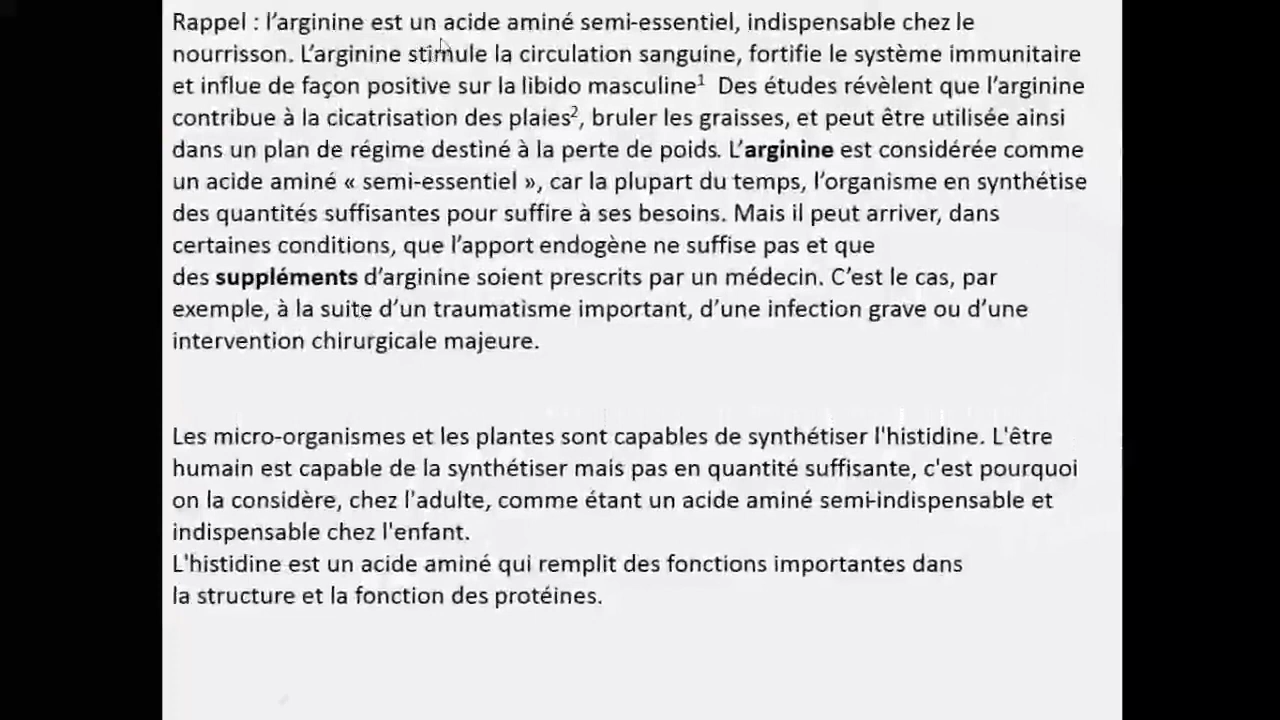 Rappel : l’arginine est un acide aminé semi-essentiel, indispensable chez le
nourrisson. L’arginine stimule la circulation sanguine, fortifie le système immunitaire
et influe de façon positive sur la libido masculine¹  Des études révèlent que l’arginine
contribue à la cicatrisation des plaies², bruler les graisses, et peut être utilisée ainsi
dans un plan de régime destiné à la perte de poids. L’arginine est considérée comme
un acide aminé « semi-essentiel », car la plupart du temps, l’organisme en synthétise
des quantités suffisantes pour suffire à ses besoins. Mais il peut arriver, dans
certaines conditions, que l’apport endogène ne suffise pas et que
des suppléments d’arginine soient prescrits par un médecin. C’est le cas, par
exemple, à la suite d’un traumatisme important, d’une infection grave ou d’une
intervention chirurgicale majeure.
Les micro-organismes et les plantes sont capables de synthétiser l'histidine. L'être
humain est capable de la synthétiser mais pas en quantité suffisante, c'est pourquoi
on la considère, chez l'adulte, comme étant un acide aminé semi-indispensable et
indispensable chez l'enfant.
L'histidine est un acide aminé qui remplit des fonctions importantes dans
la structure et la fonction des protéines.